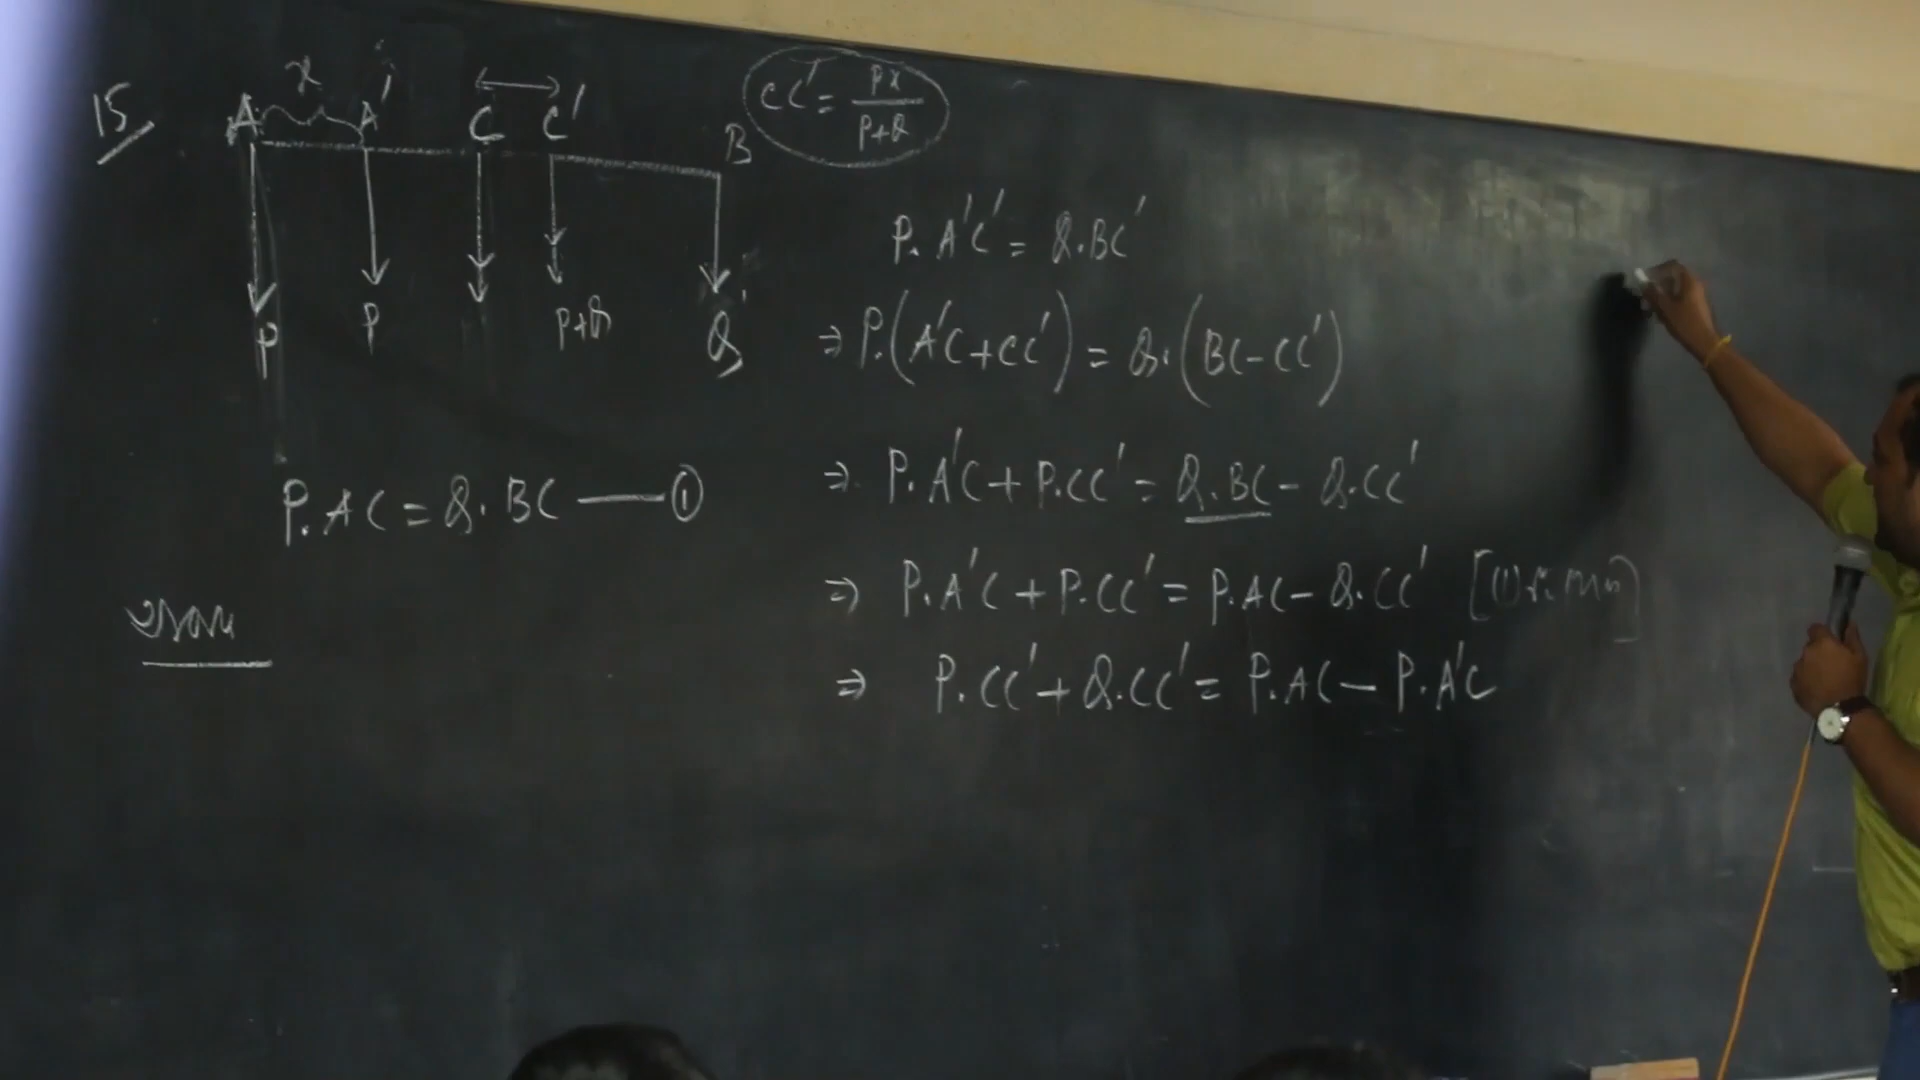 15
x
A A' C C' B
P P P+Q Q
CC' = Px/P+Q
P.AC = Q.BC —— ①
P.A'C' = Q.BC'
⇒ P.(A'C+CC') = Q.(BC-CC')
⇒ P.A'C + P.CC' = Q.BC - Q.CC'
⇒ P.A'C + P.CC' = P.AC - Q.CC'
⇒ P.CC' + Q.CC' = P.AC - P.A'C